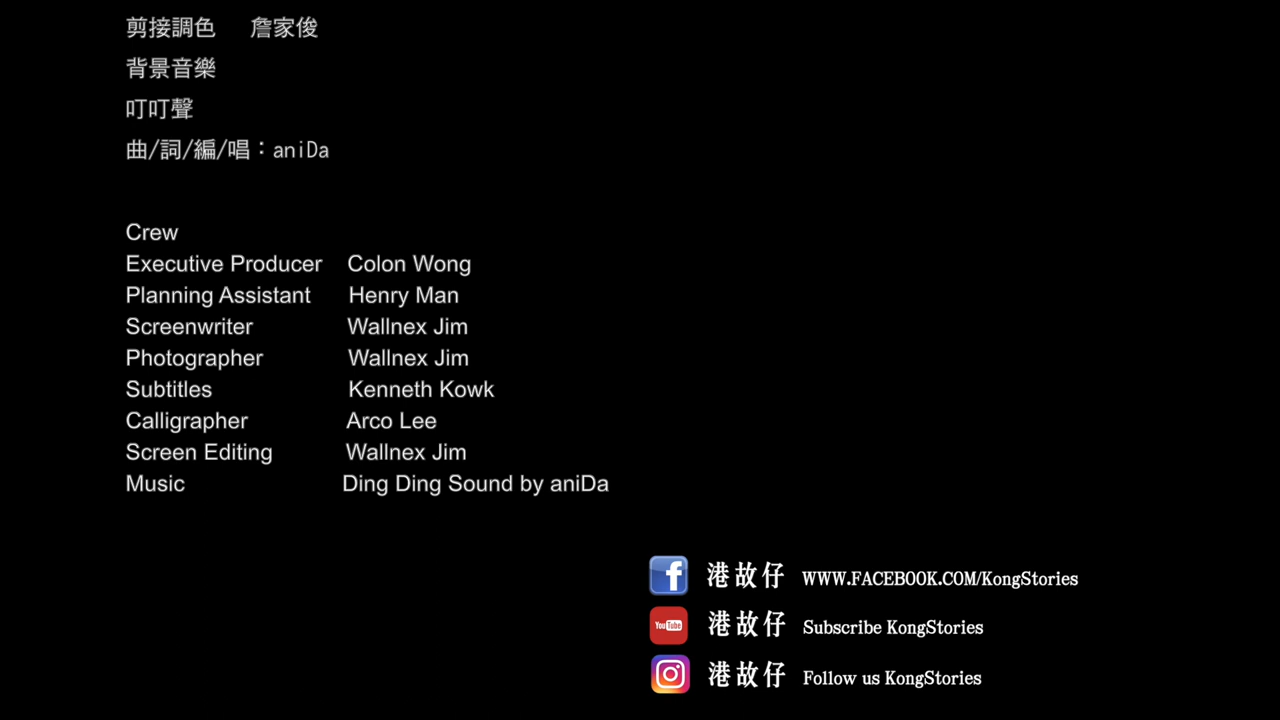 剪接調色 詹家俊
背景音樂
叮叮聲
曲/詞/編/唱：aniDa
Crew
Executive Producer Colon Wong
Planning Assistant Henry Man
Screenwriter Wallnex Jim
Photographer Wallnex Jim
Subtitles Kenneth Kowk
Calligrapher Arco Lee
Screen Editing Wallnex Jim
Music Ding Ding Sound by aniDa
港故仔 WWW.FACEBOOK.COM/KongStories
YouTube 港故仔 Subscribe KongStories
港故仔 Follow us KongStories